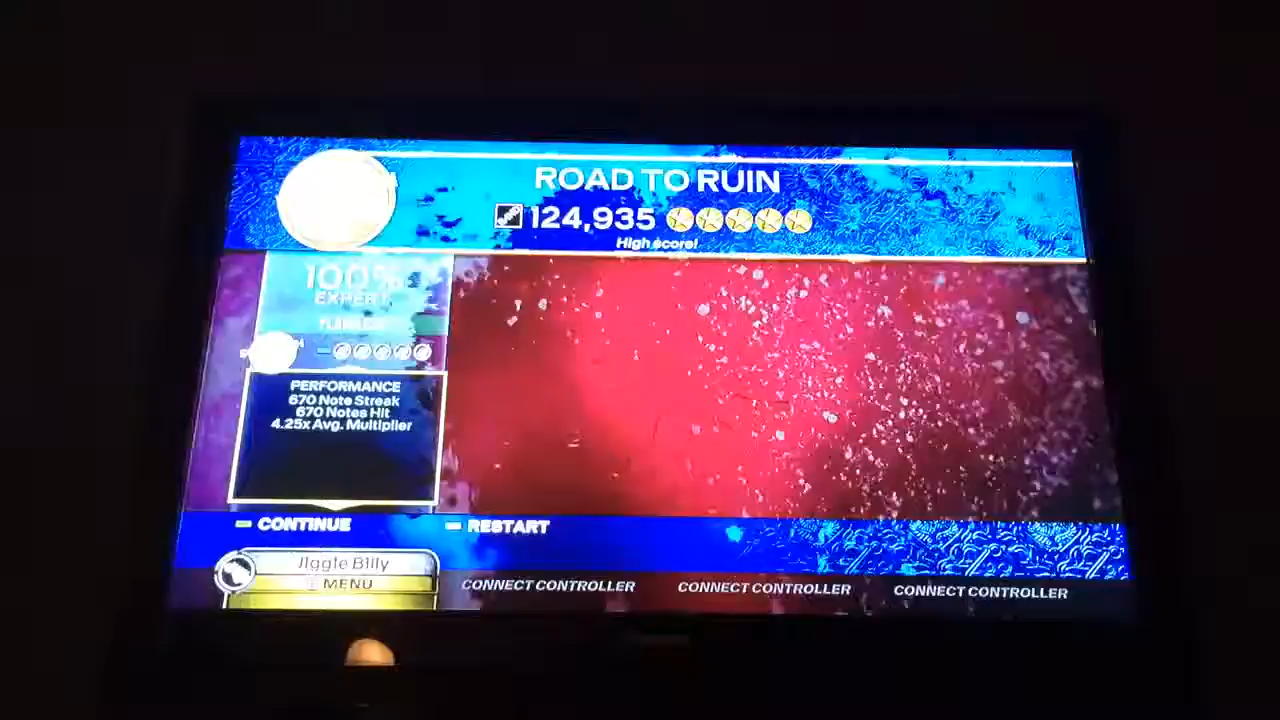 ROAD TO RUIN
124,935
High score!
100%
EXPERT
PERFORMANCE
670 Note Streak
670 Notes Hit
4.25x Avg. Multiplier
CONTINUE
RESTART
Jiggle Billy
MENU
CONNECT CONTROLLER
CONNECT CONTROLLER
CONNECT CONTROLLER